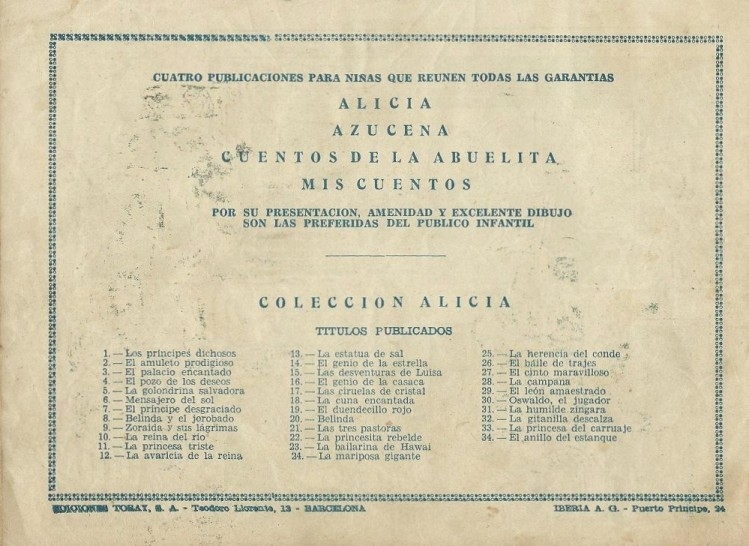 CUATRO PUBLICACIONES PARA NIÑAS QUE REUNEN TODAS LAS GARANTIAS
ALICIA
AZUCENA
CUENTOS DE LA ABUELITA
MIS CUENTOS
POR SU PRESENTACION, AMENIDAD Y EXCELENTE DIBUJO
SON LAS PREFERIDAS DEL PUBLICO INFANTIL
COLECCION ALICIA
TITULOS PUBLICADOS
1.—Los príncipes dichosos
2.—El amuleto prodigioso
3.—El palacio encantado
4.—El pozo de los deseos
5.—La golondrina salvadora
6.—Mensajero del sol
7.—El príncipe desgraciado
8.—Belinda y el jorobado
9.—Zoraida y sus lágrimas
10.—La reina del río
11.—La princesa triste
12.—La avaricia de la reina
13.—La estatua de sal
14.—El genio de la estrella
15.—Las desventuras de Luisa
16.—El genio de la casaca
17.—Las ciruelas de cristal
18.—La cuna encantada
19.—El duendecillo rojo
20.—Belinda
21.—Las tres pastoras
22.—La princesita rebelde
23.—La bailarina de Hawai
24.—La mariposa gigante
25.—La herencia del conde
26.—El baile de trajes
27.—El cinto maravilloso
28.—La campana
29.—El león amaestrado
30.—Oswaldo, el jugador
31.—La humilde zíngara
32.—La gitanilla descalza
33.—La princesa del carruaje
34.—El anillo del estanque
EDICIONES TORAY, S. A. - Teodoro Llorente, 13 - BARCELONA
IBERIA A. G. - Puerto Príncipe, 24